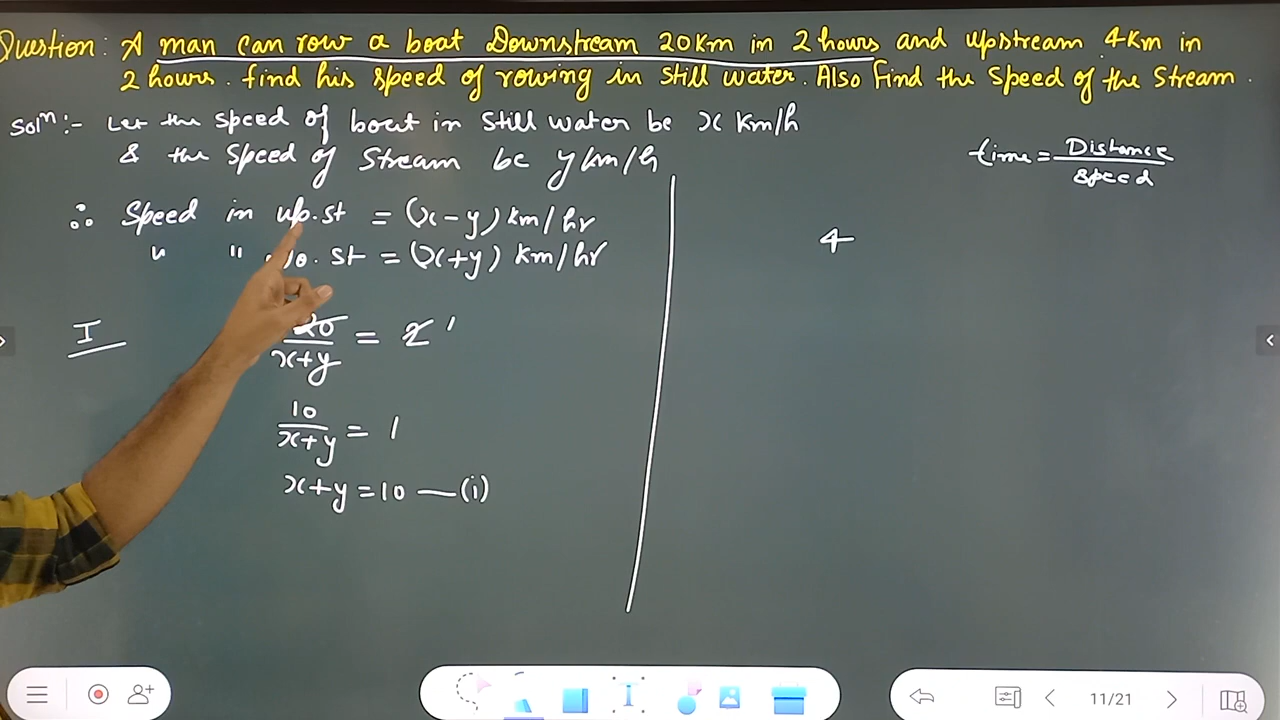 Question: A man can row a boat Downstream 20Km in 2 hours and upstream 4Km in
2 hours. find his speed of rowing in still water. Also find the speed of the stream.
Solⁿ:- Let the speed of boat in still water be x Km/h
& the speed of stream be y km/h
time = Distance / speed
∴ Speed in up.st = (x-y) km/hr
" " . st = (x+y) km/hr
4
I 20/x+y = 2 1
10/x+y = 1
x+y = 10 —(i)
11/21